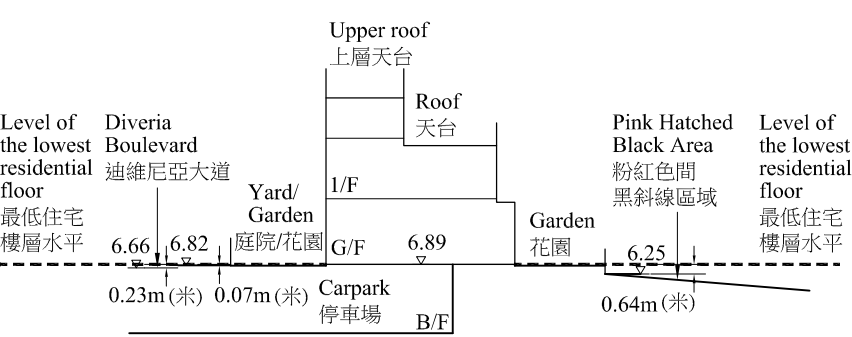 Upper roof
上層天台
Roof
天台
Level of
the lowest
residential
floor
最低住宅
樓層水平
Diveria
Boulevard
迪維尼亞大道
Yard/
Garden
庭院/花園
1/F
G/F
6.89
Garden
花園
Pink Hatched
Black Area
粉紅色間
黑斜線區域
Level of
the lowest
residential
floor
最低住宅
樓層水平
6.66
6.82
6.25
0.23m (米)
0.07m (米)
Carpark
停車場
B/F
0.64m (米)